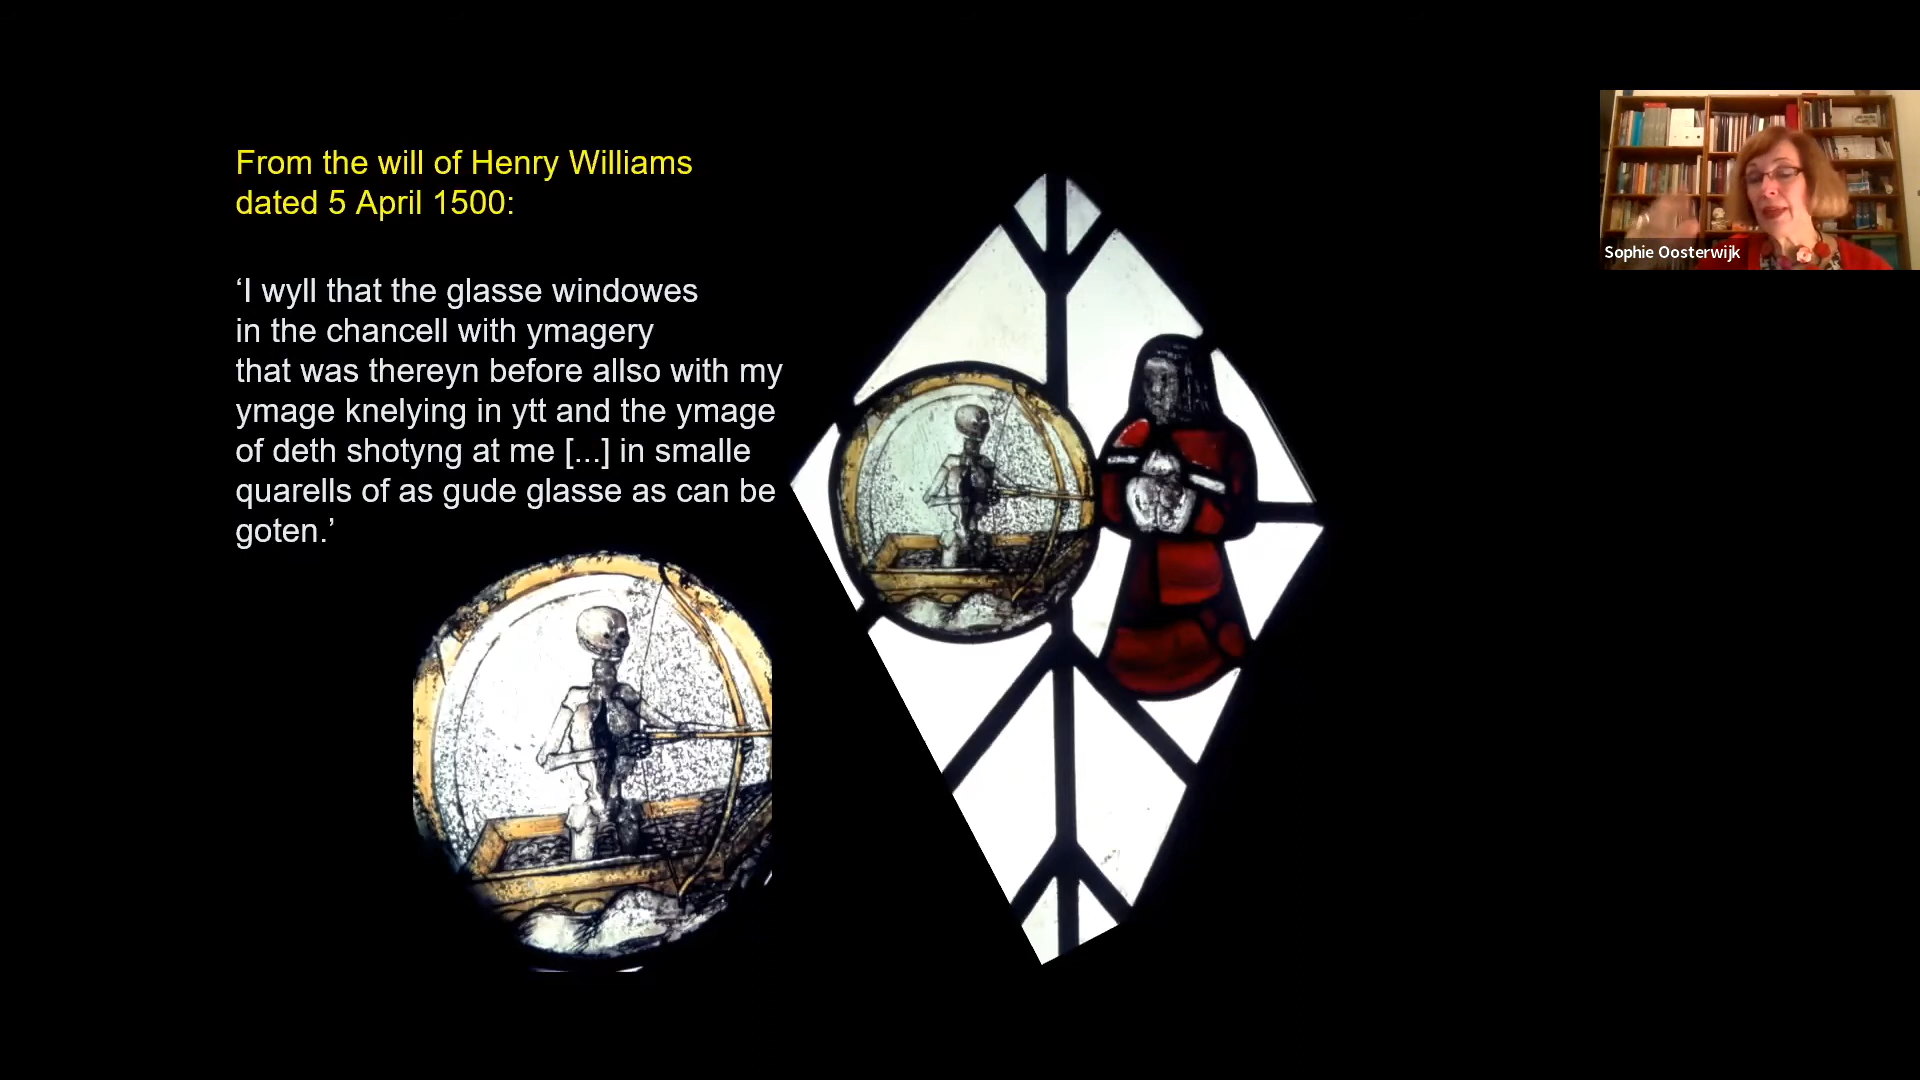 From the will of Henry Williams
dated 5 April 1500:
‘I wyll that the glasse windowes
in the chancell with ymagery
that was thereyn before allso with my
ymage knelying in ytt and the ymage
of deth shotyng at me [...] in smalle
quarells of as gude glasse as can be
goten.’
Sophie Oosterwijk